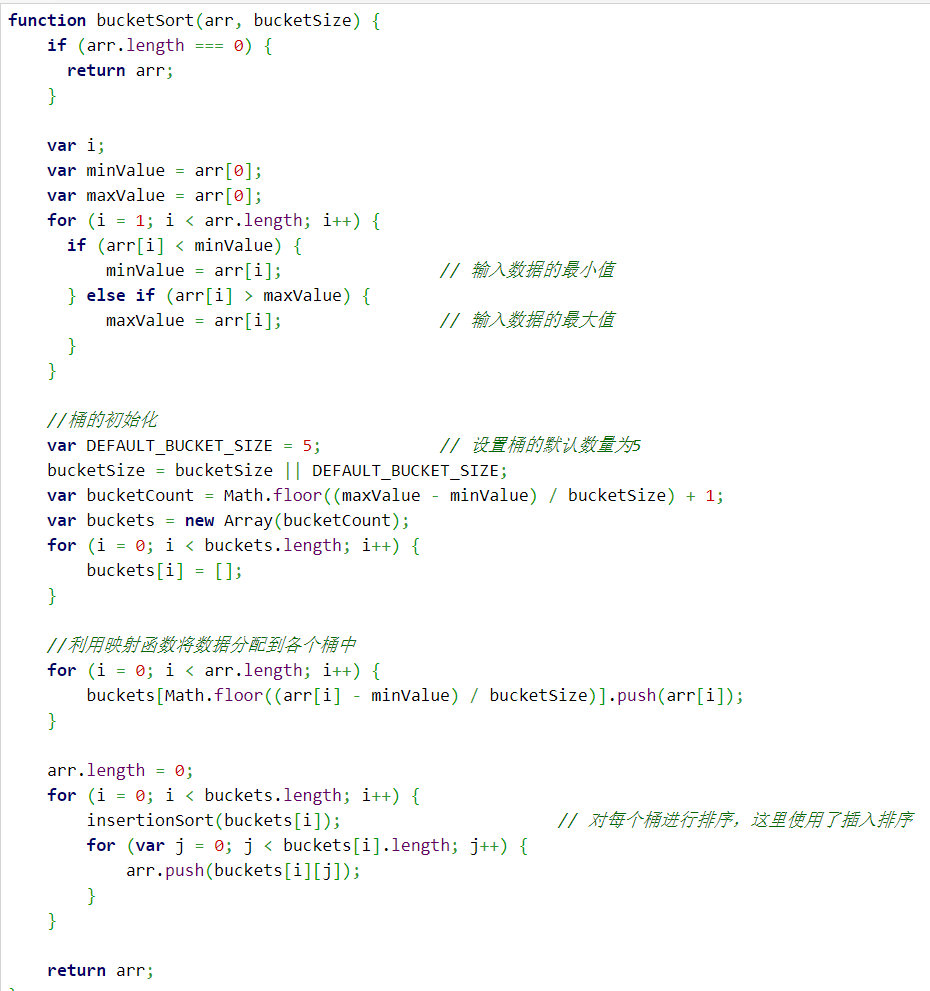 function bucketSort(arr, bucketSize) {
    if (arr.length === 0) {
      return arr;
    }

    var i;
    var minValue = arr[0];
    var maxValue = arr[0];
    for (i = 1; i < arr.length; i++) {
      if (arr[i] < minValue) {
          minValue = arr[i];                // 输入数据的最小值
      } else if (arr[i] > maxValue) {
          maxValue = arr[i];                // 输入数据的最大值
      }
    }

    //桶的初始化
    var DEFAULT_BUCKET_SIZE = 5;            // 设置桶的默认数量为5
    bucketSize = bucketSize || DEFAULT_BUCKET_SIZE;
    var bucketCount = Math.floor((maxValue - minValue) / bucketSize) + 1;
    var buckets = new Array(bucketCount);
    for (i = 0; i < buckets.length; i++) {
        buckets[i] = [];
    }

    //利用映射函数将数据分配到各个桶中
    for (i = 0; i < arr.length; i++) {
        buckets[Math.floor((arr[i] - minValue) / bucketSize)].push(arr[i]);
    }

    arr.length = 0;
    for (i = 0; i < buckets.length; i++) {
        insertionSort(buckets[i]);                      // 对每个桶进行排序，这里使用了插入排序
        for (var j = 0; j < buckets[i].length; j++) {
            arr.push(buckets[i][j]);
        }
    }

    return arr;